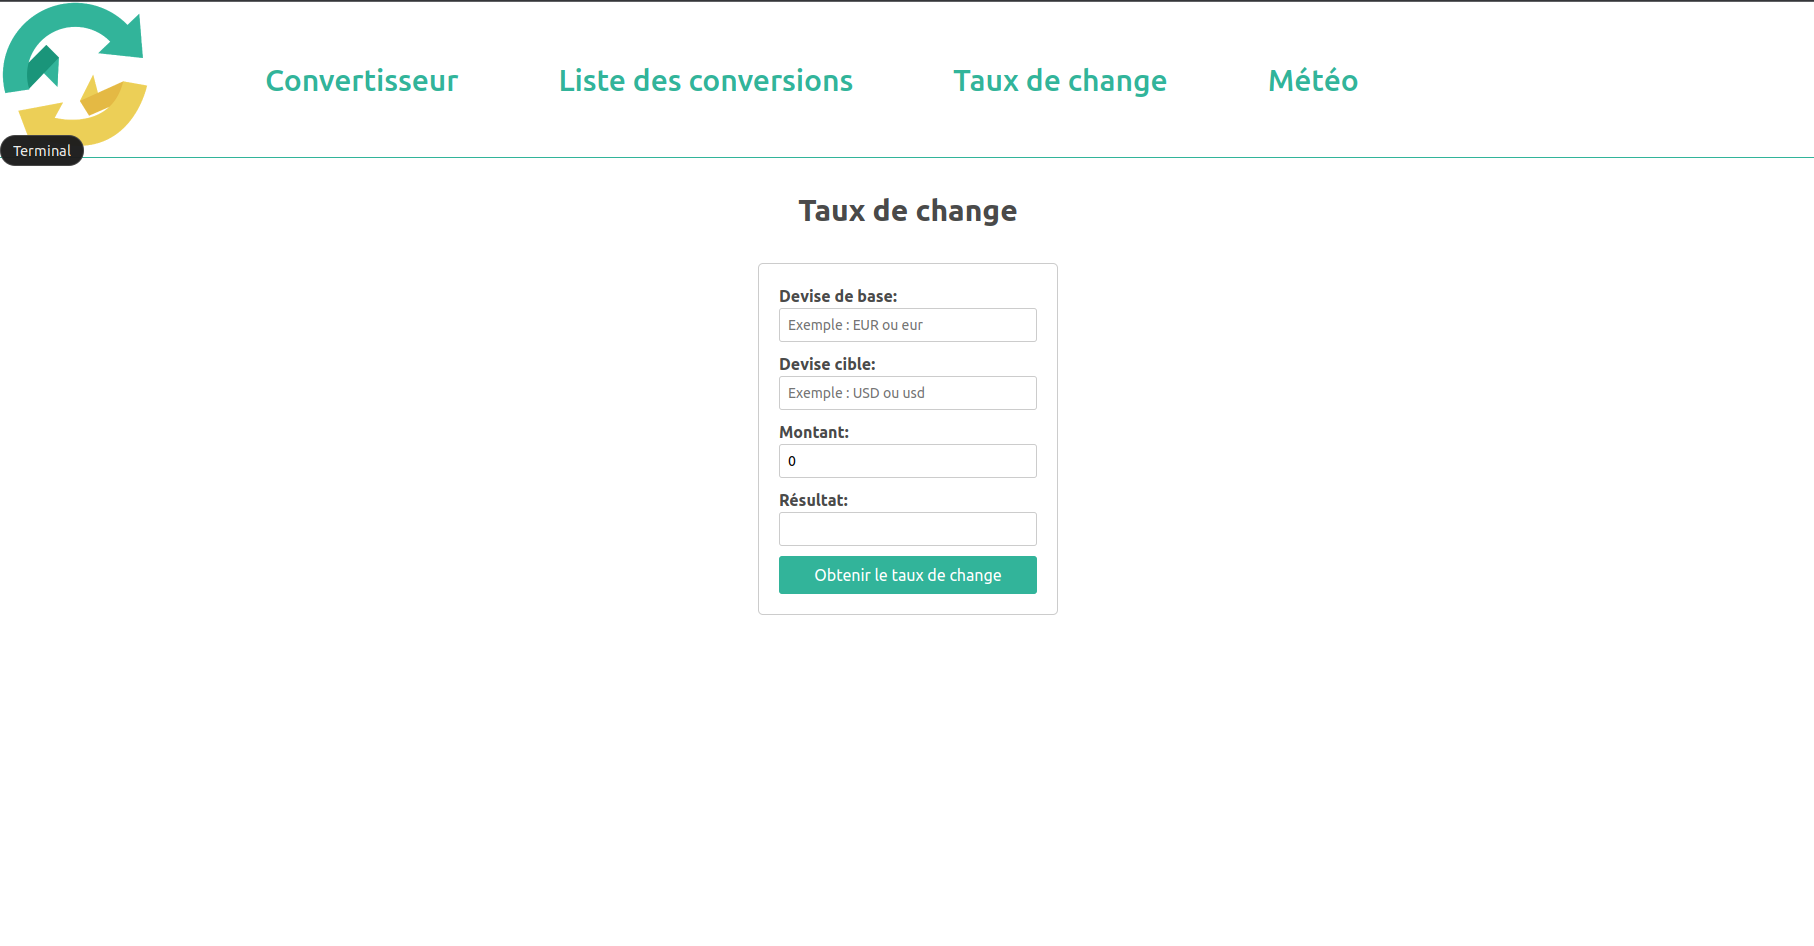 Convertisseur
Liste des conversions
Taux de change
Météo
Terminal
Taux de change
Devise de base:
Exemple : EUR ou eur
Devise cible:
Exemple : USD ou usd
Montant:
0
Résultat:
Obtenir le taux de change